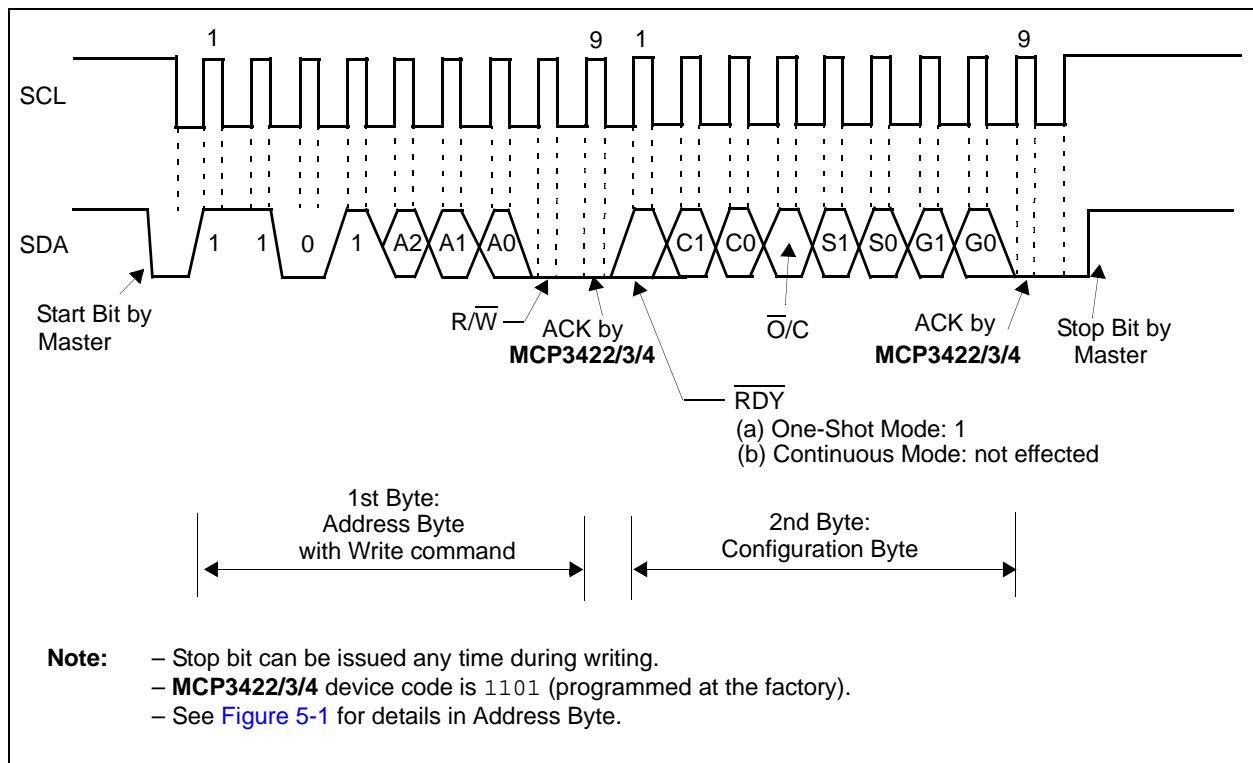 1 9 1 9
SCL
SDA
1 1 0 1 A2 A1 A0 C1 C0 S1 S0 G1 G0
Start Bit by
Master
R/W̅
ACK by
MCP3422/3/4
O̅/C
ACK by
MCP3422/3/4
Stop Bit by
Master
R̅D̅Y̅
(a) One-Shot Mode: 1
(b) Continuous Mode: not effected
1st Byte:
Address Byte
with Write command
2nd Byte:
Configuration Byte
Note: – Stop bit can be issued any time during writing.
– MCP3422/3/4 device code is 1101 (programmed at the factory).
– See Figure 5-1 for details in Address Byte.